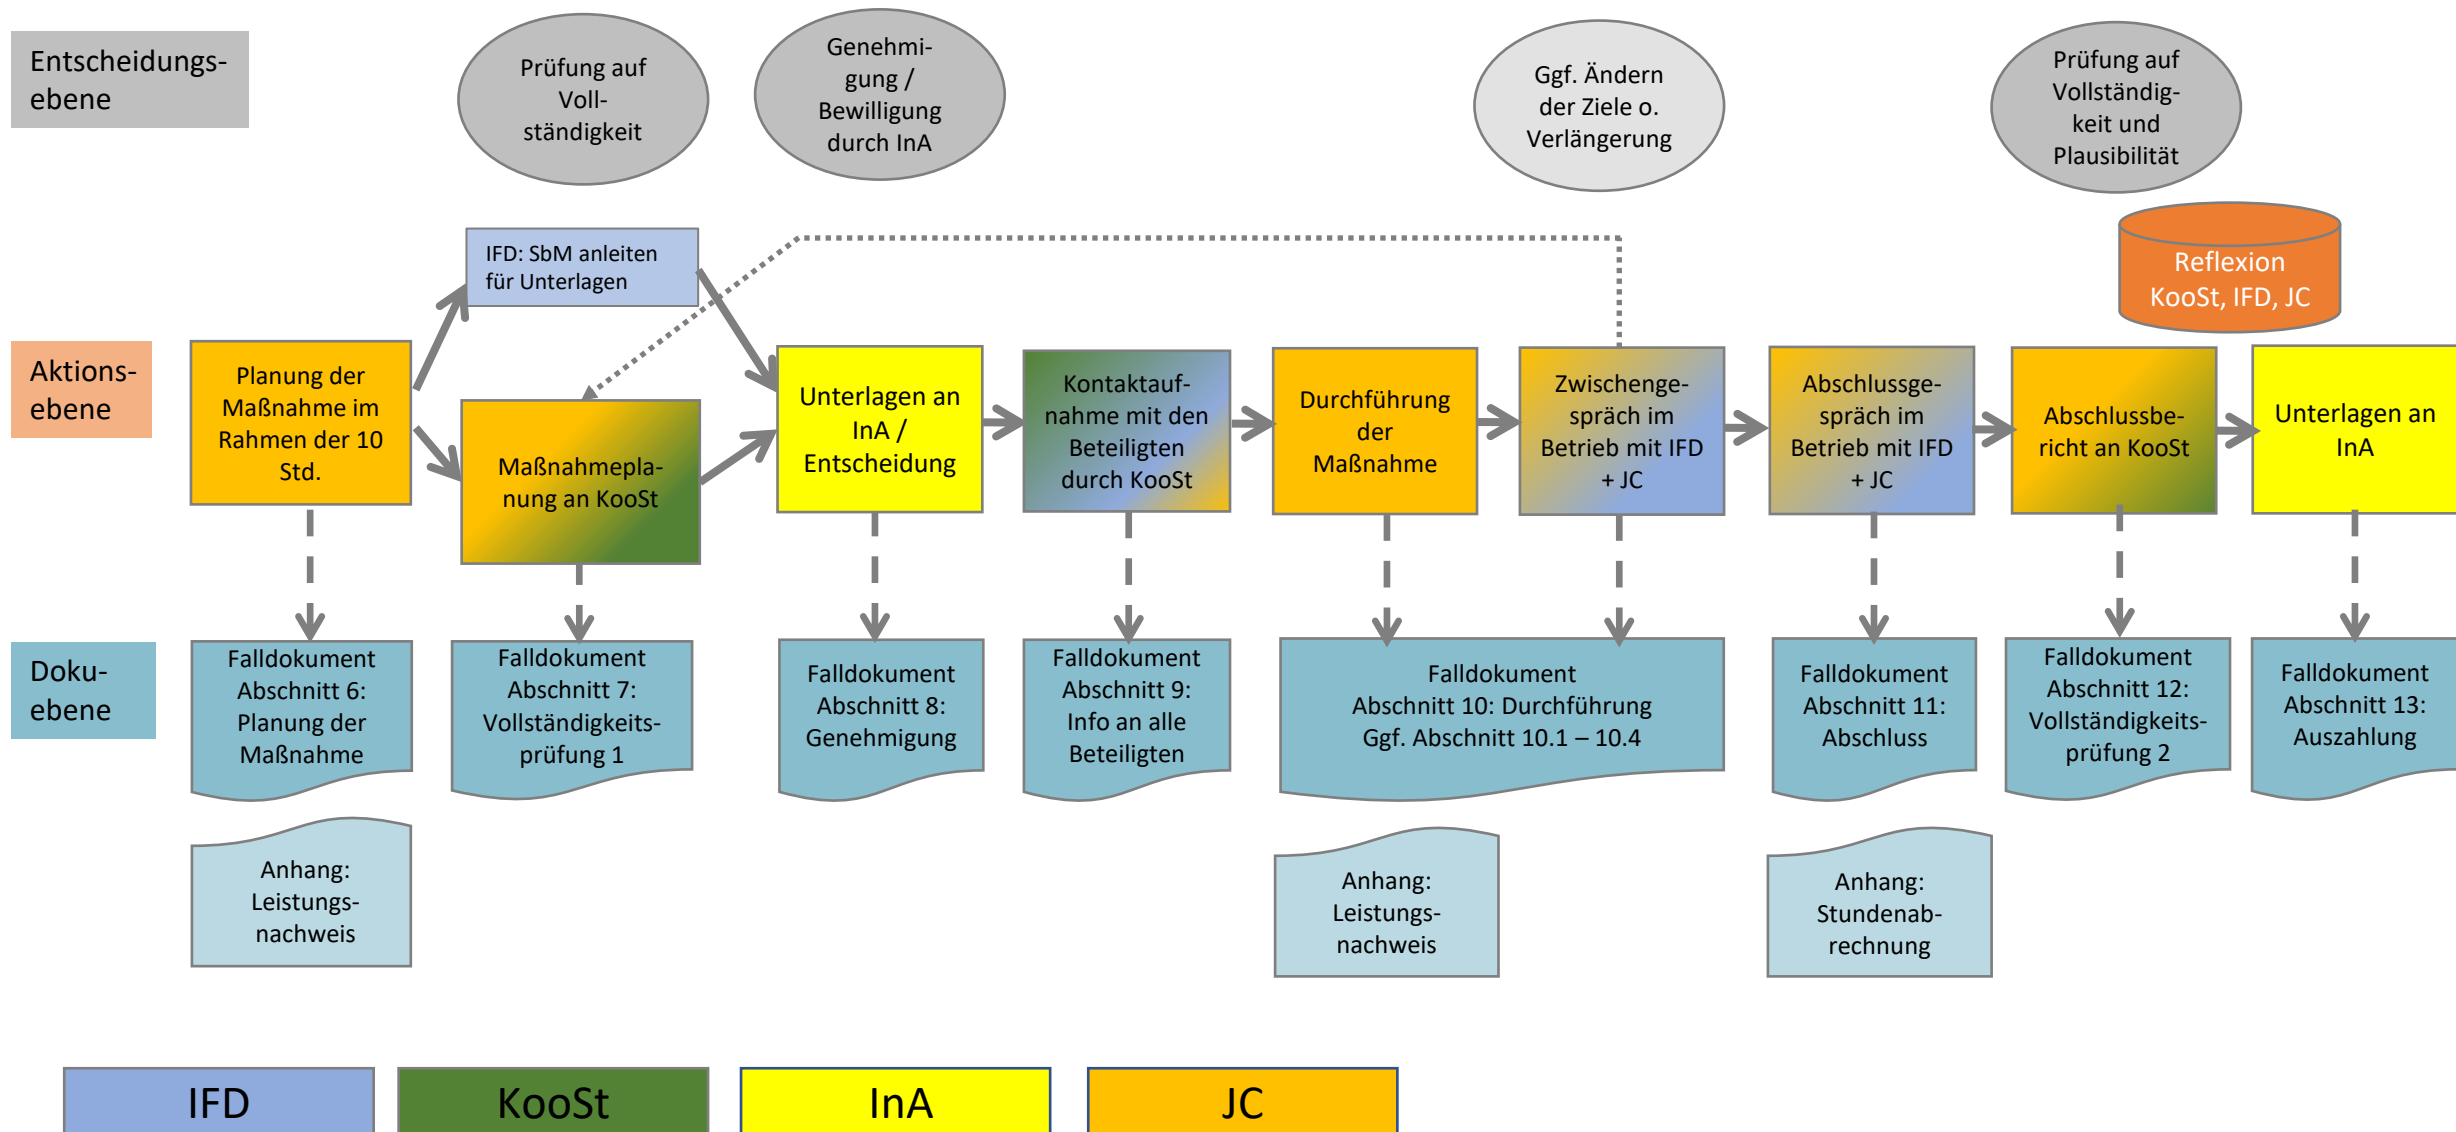 Entscheidungs-
ebene
Prüfung auf
Voll-
ständigkeit
Genehmi-
gung /
Bewilligung
durch InA
Ggf. Ändern
der Ziele o.
Verlängerung
Prüfung auf
Vollständig-
keit und
Plausibilität
Reflexion
KooSt, IFD, JC
Aktions-
ebene
Planung der
Maßnahme im
Rahmen der 10
Std.
IFD: SbM anleiten
für Unterlagen
Maßnahmepla-
nung an KooSt
Unterlagen an
InA /
Entscheidung
Kontaktauf-
nahme mit den
Beteiligten
durch KooSt
Durchführung
der
Maßnahme
Zwischenge-
spräch im
Betrieb mit IFD
+ JC
Abschlussge-
spräch im
Betrieb mit IFD
+ JC
Abschlussbe-
richt an KooSt
Unterlagen an
InA
Doku-
ebene
Falldokument
Abschnitt 6:
Planung der
Maßnahme
Falldokument
Abschnitt 7:
Vollständigkeits-
prüfung 1
Falldokument
Abschnitt 8:
Genehmigung
Falldokument
Abschnitt 9:
Info an alle
Beteiligten
Falldokument
Abschnitt 10: Durchführung
Ggf. Abschnitt 10.1 – 10.4
Falldokument
Abschnitt 11:
Abschluss
Falldokument
Abschnitt 12:
Vollständigkeits-
prüfung 2
Falldokument
Abschnitt 13:
Auszahlung
Anhang:
Leistungs-
nachweis
Anhang:
Leistungs-
nachweis
Anhang:
Stundenab-
rechnung
IFD
KooSt
InA
JC